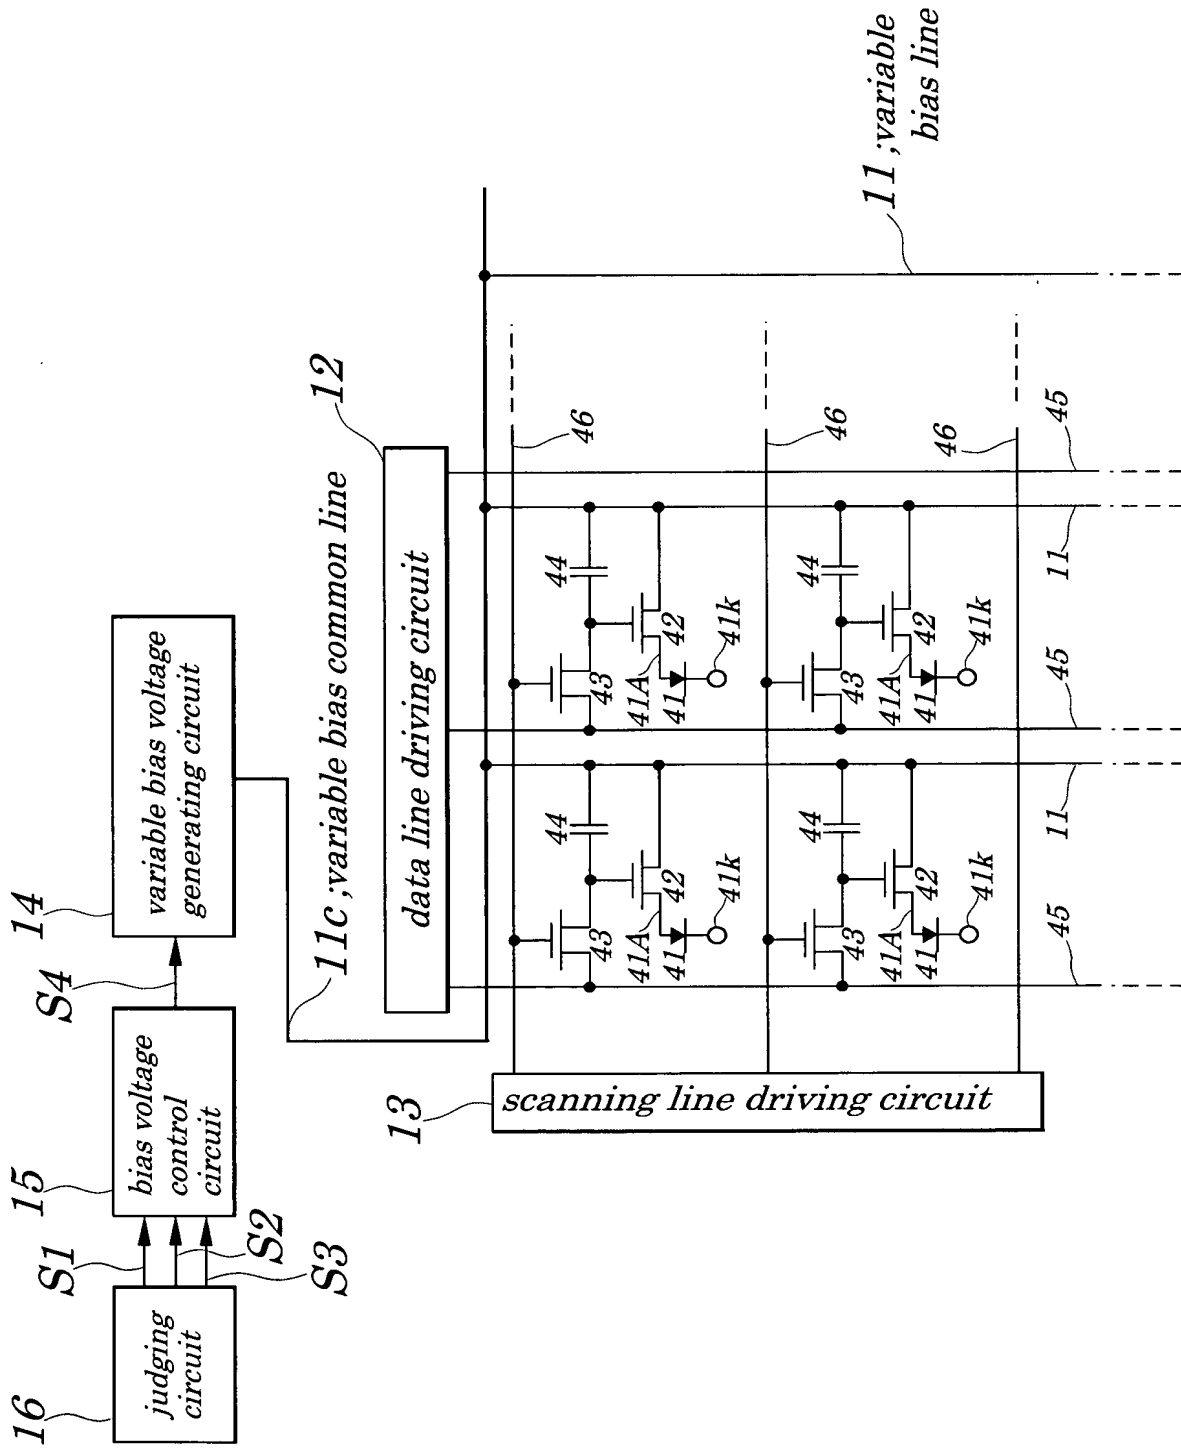 16
judging
circuit
S1
S2
S3
15
bias voltage
control
circuit
S4
14
variable bias voltage
generating circuit
11c ;variable bias common line
12
data line driving circuit
13
scanning line driving circuit
46
46
46
44
43
42
41A
41
41k
44
43
42
41A
41
41k
44
43
42
41A
41
41k
44
43
42
41A
41
41k
45
11
45
11
45
11 ;variable
bias line